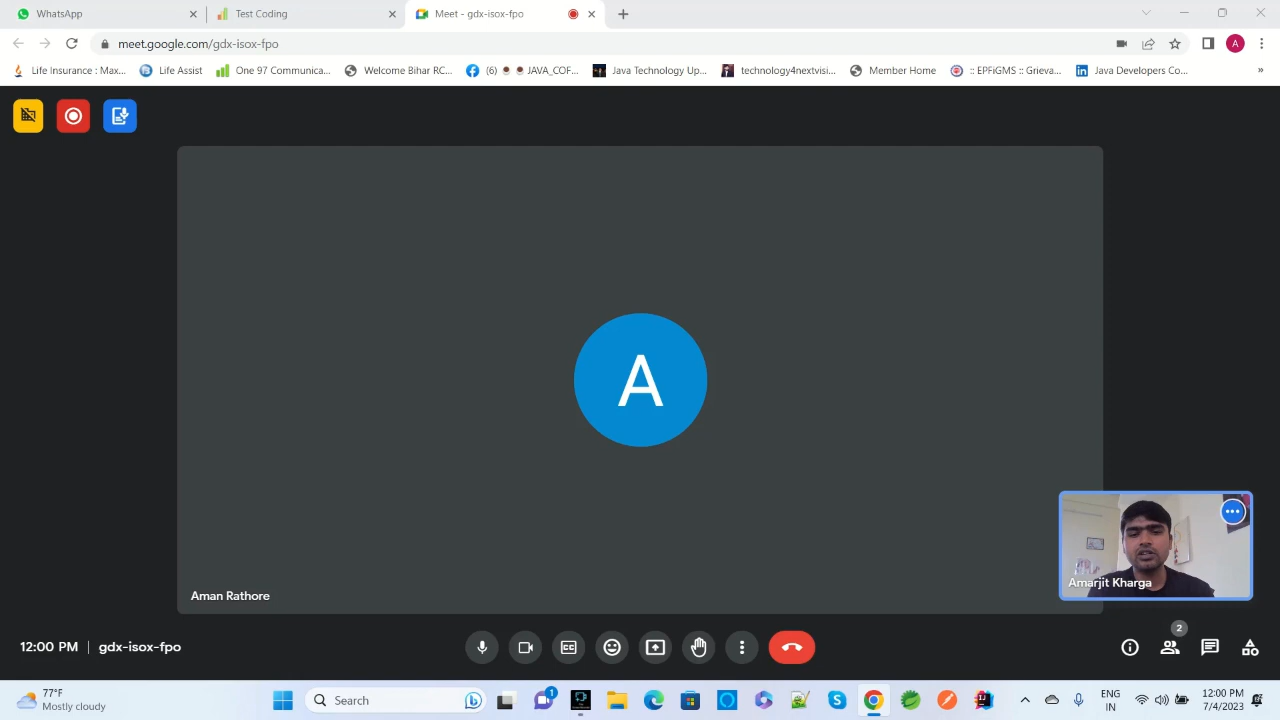 WhatsApp
Test Coding
Meet - gdx-isox-fpo
meet.google.com/gdx-isox-fpo
A
Life Insurance : Max...
Life Assist
One 97 Communica...
Welcome Bihar RC...
(6) JAVA_COF...
Java Technology Up...
technology4nextvisi...
Member Home
:: EPFiGMS :: Grieva...
Java Developers Co...
»
A
Aman Rathore
Amarjit Kharga
12:00 PM | gdx-isox-fpo
2
77°F
Mostly cloudy
Search
1
ENG
IN
12:00 PM
7/4/2023